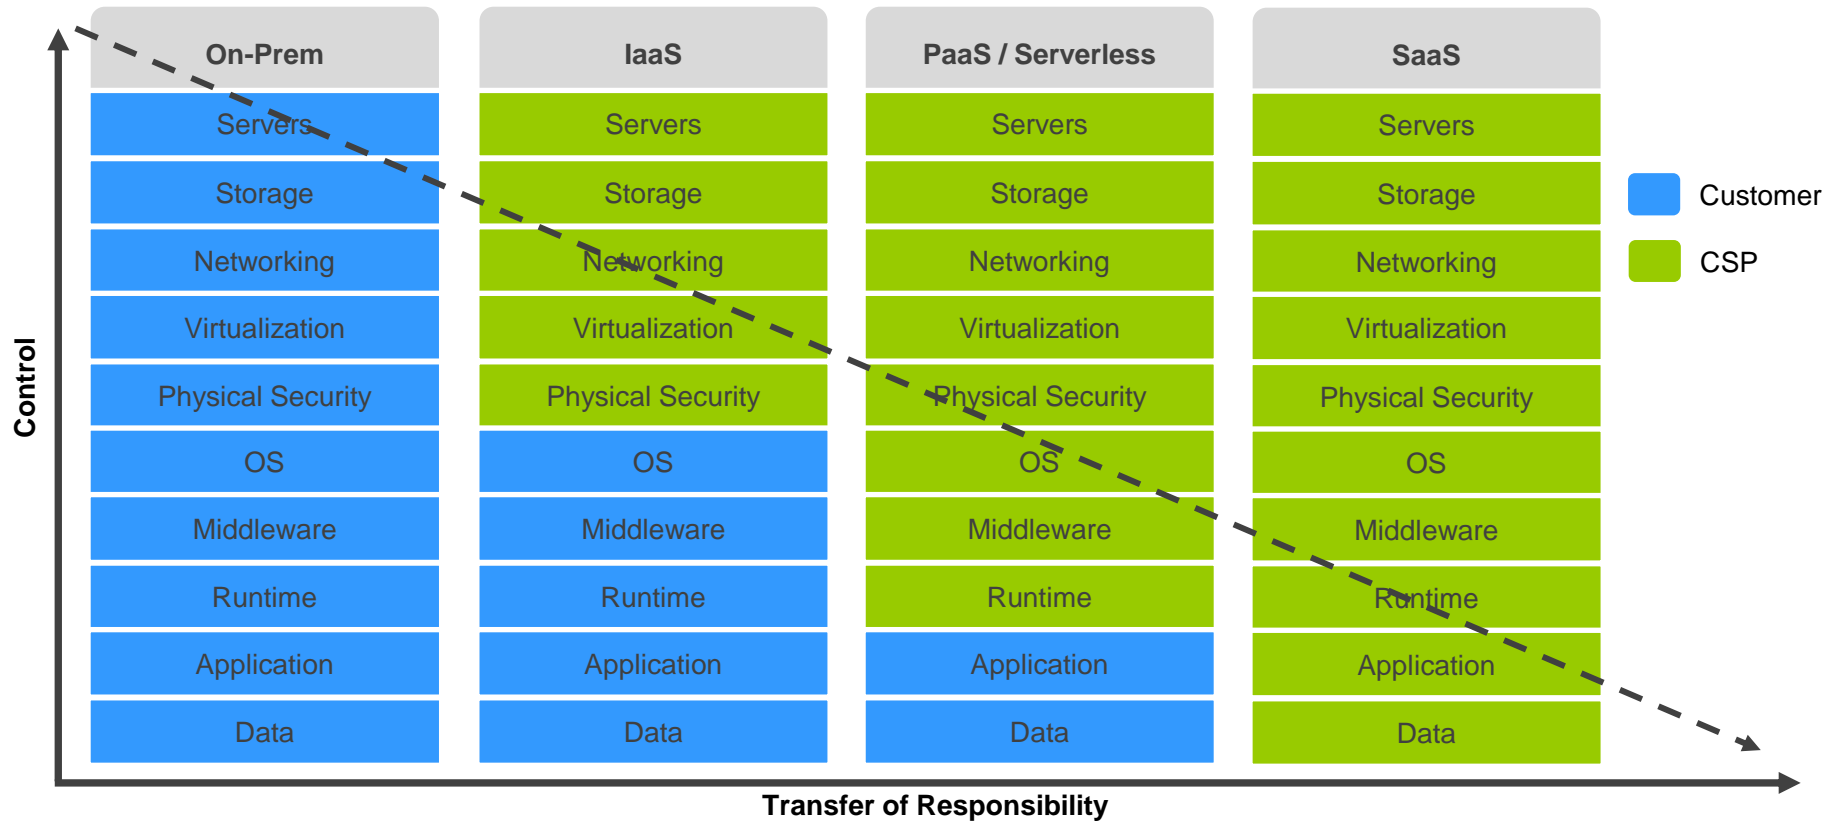 On-Prem
IaaS
PaaS / Serverless
SaaS
Servers
Servers
Servers
Servers
Storage
Storage
Storage
Storage
Networking
Networking
Networking
Networking
Virtualization
Virtualization
Virtualization
Virtualization
Physical Security
Physical Security
Physical Security
Physical Security
OS
OS
OS
OS
Middleware
Middleware
Middleware
Middleware
Runtime
Runtime
Runtime
Runtime
Application
Application
Application
Application
Data
Data
Data
Data
Customer
CSP
Control
Transfer of Responsibility